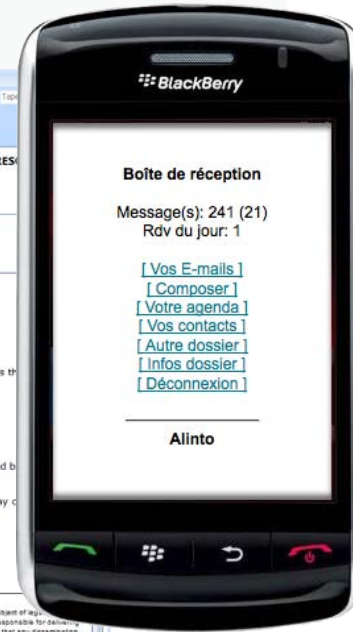 BlackBerry
Boîte de réception
Message(s): 241 (21)
Rdv du jour: 1
[ Vos E-mails ]
[ Composer ]
[ Votre agenda ]
[ Vos contacts ]
[ Autre dossier ]
[ Infos dossier ]
[ Déconnexion ]
Alinto